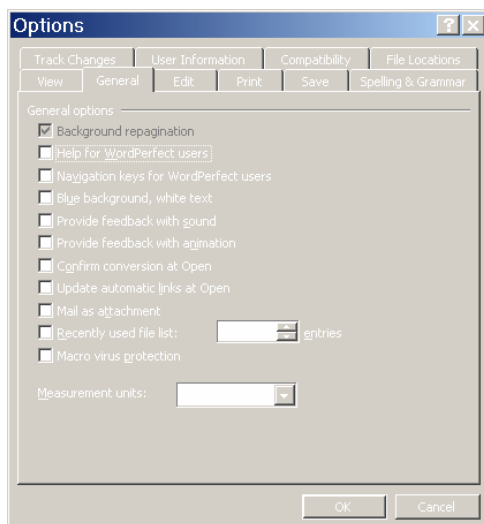 Options
Track Changes User Information Compatibility File Locations
View General Edit Print Save Spelling & Grammar
General options
Background repagination
Help for WordPerfect users
Navigation keys for WordPerfect users
Blue background, white text
Provide feedback with sound
Provide feedback with animation
Confirm conversion at Open
Update automatic links at Open
Mail as attachment
Recently used file list: entries
Macro virus protection
Measurement units:
OK Cancel